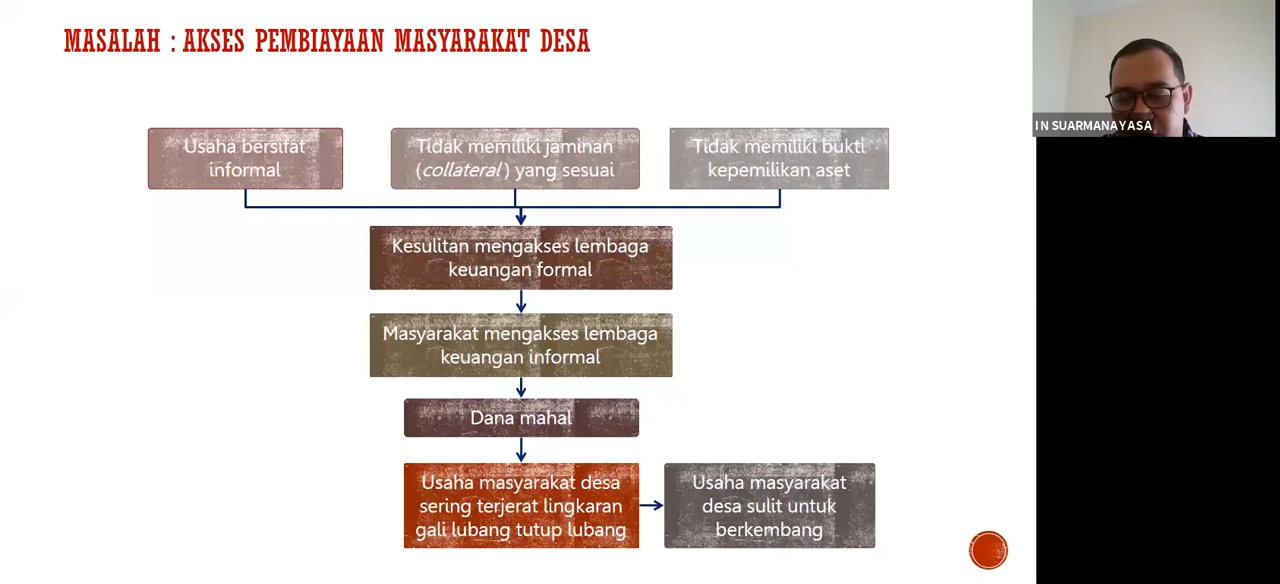 MASALAH : AKSES PEMBIAYAAN MASYARAKAT DESA
I N SUARMANAYASA
Usaha bersifat
informal
Tidak memiliki jaminan
(collateral) yang sesuai
Tidak memiliki bukti
kepemilikan aset
Kesulitan mengakses lembaga
keuangan formal
Masyarakat mengakses lembaga
keuangan informal
Dana mahal
Usaha masyarakat desa
sering terjerat lingkaran
gali lubang tutup lubang
Usaha masyarakat
desa sulit untuk
berkembang